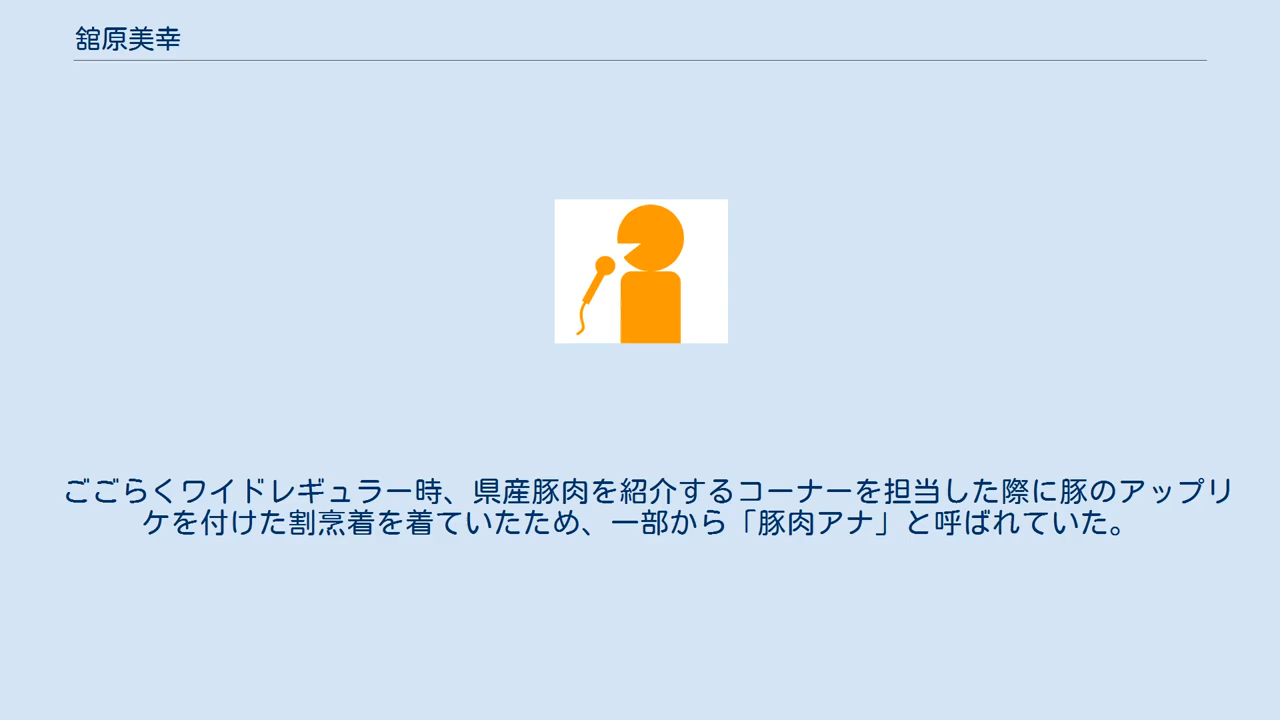 舘原美幸
ごごらくワイドレギュラー時、県産豚肉を紹介するコーナーを担当した際に豚のアップリ
ケを付けた割烹着を着ていたため、一部から「豚肉アナ」と呼ばれていた。